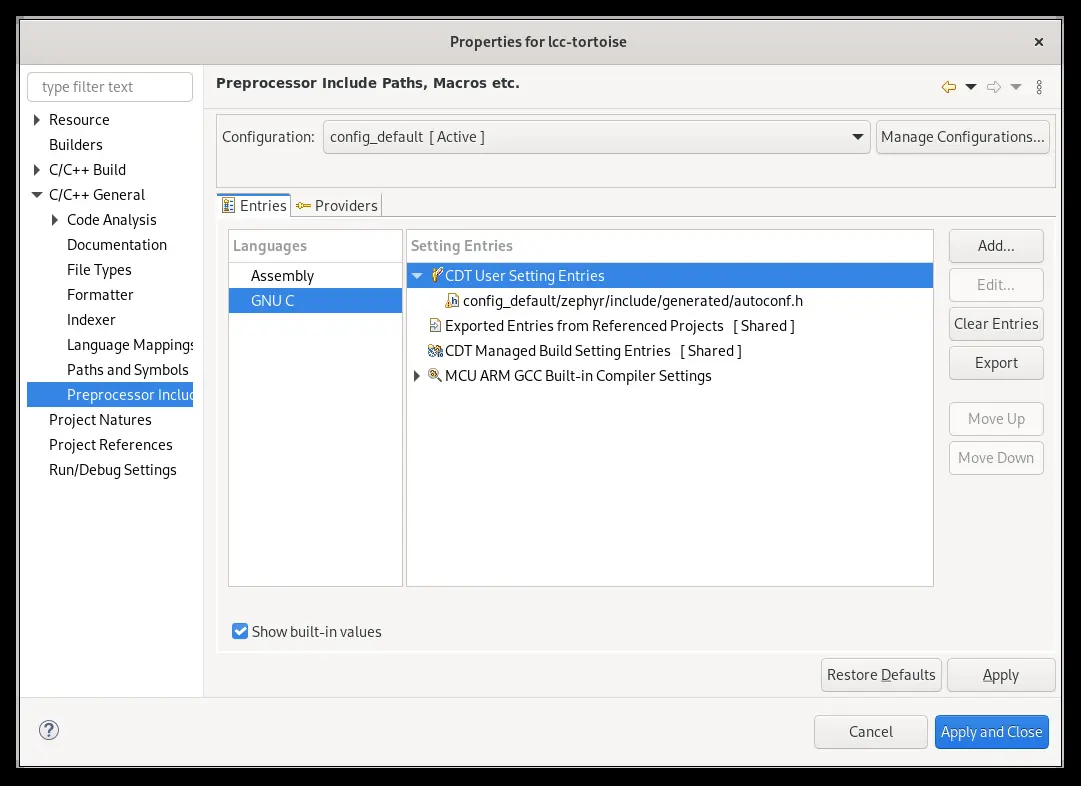 Properties for lcc-tortoise
type filter text
Resource
Builders
C/C++ Build
C/C++ General
Code Analysis
Documentation
File Types
Formatter
Indexer
Language Mappings
Paths and Symbols
Preprocessor Includ
Project Natures
Project References
Run/Debug Settings
Preprocessor Include Paths, Macros etc.
Configuration: config_default [ Active ] Manage Configurations...
Entries Providers
Languages
Assembly
GNU C
Setting Entries
CDT User Setting Entries
config_default/zephyr/include/generated/autoconf.h
Exported Entries from Referenced Projects [ Shared ]
CDT Managed Build Setting Entries [ Shared ]
MCU ARM GCC Built-in Compiler Settings
Add...
Edit...
Clear Entries
Export
Move Up
Move Down
Show built-in values
Restore Defaults Apply
Cancel Apply and Close